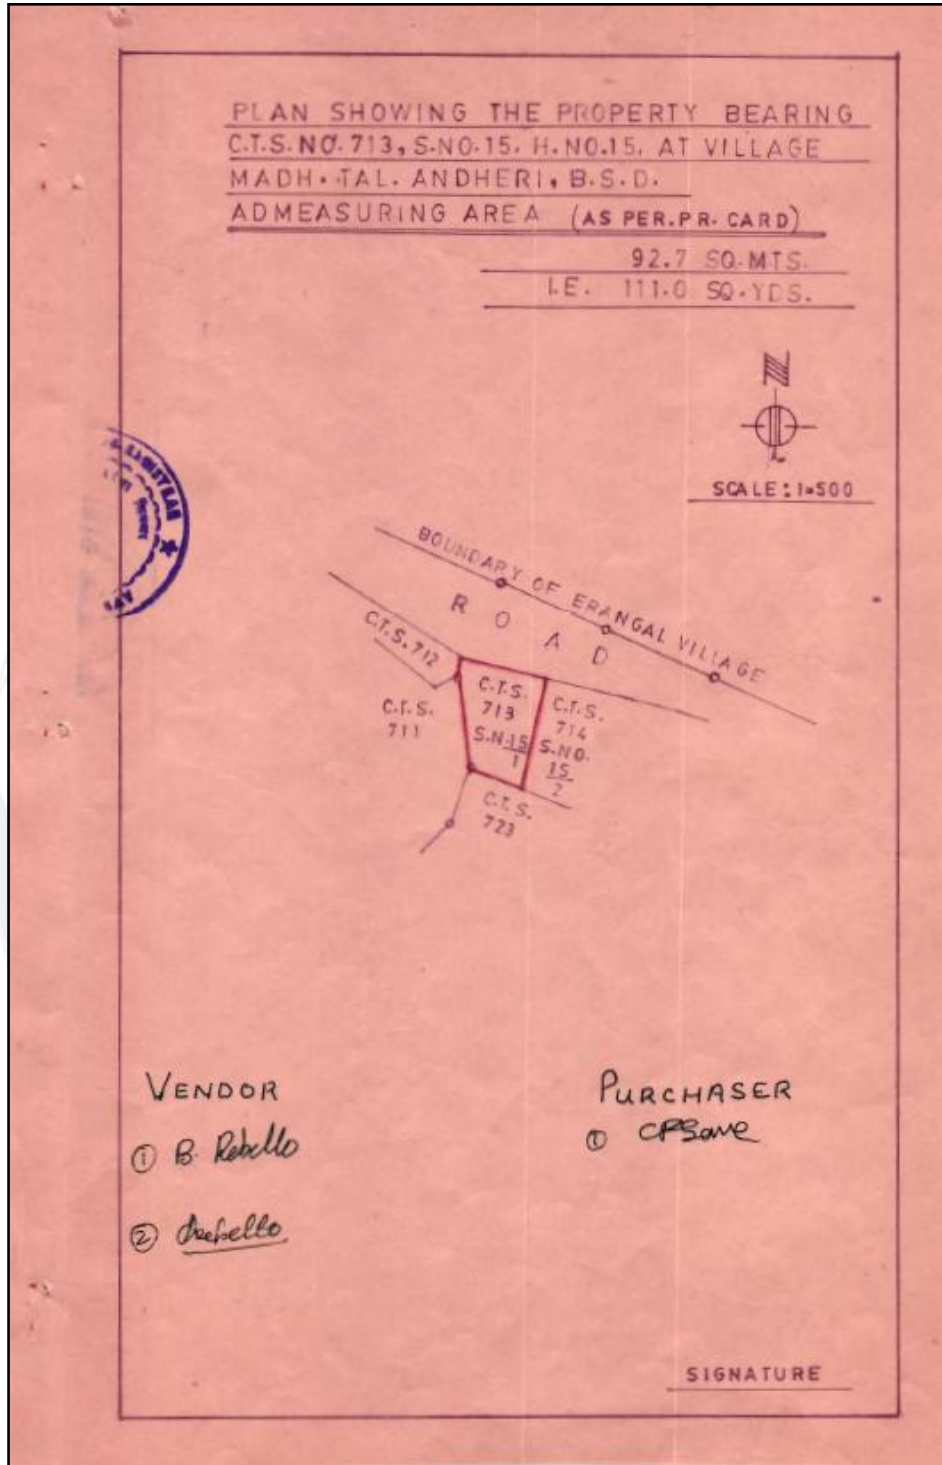 PLAN SHOWING THE PROPERTY BEARING
C.T.S. NO. 713, S.NO.15. H.NO.15. AT VILLAGE
MADH. TAL. ANDHERI, B.S.D.
ADMEASURING AREA (AS PER.PR. CARD)
92.7 SQ.MTS.
I.E. 111.0 SQ.YDS.
N
SCALE: 1=500
BOUNDARY OF ERANGAL VILLAGE
ROAD
C.T.S. 712
C.T.S.
711
C.T.S.
713
S.N.15
1
C.T.S.
714
S.NO.
15
2
C.T.S.
723
VENDOR
① B. Rebello
②
PURCHASER
①
SIGNATURE